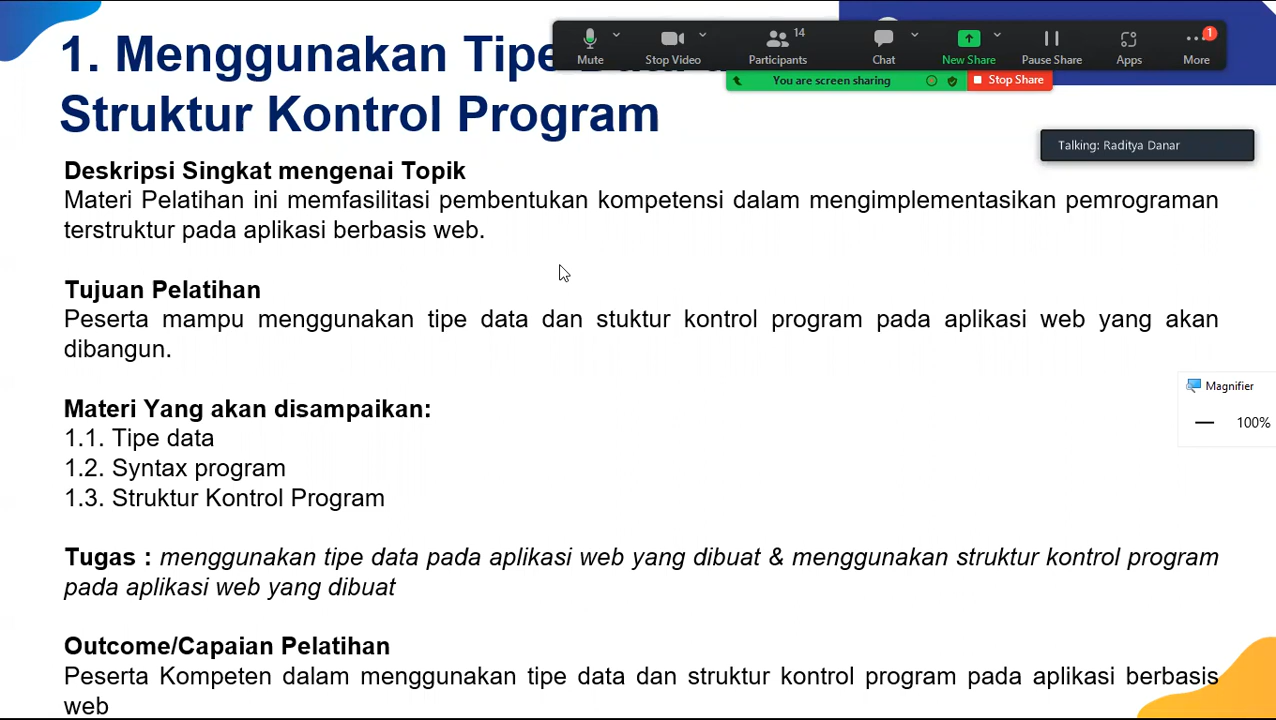 1. Menggunakan Tipe
Struktur Kontrol Program
Mute
Stop Video
14
Participants
Chat
New Share
Pause Share
Apps
1
More
You are screen sharing
Stop Share
Talking: Raditya Danar
Deskripsi Singkat mengenai Topik
Materi Pelatihan ini memfasilitasi pembentukan kompetensi dalam mengimplementasikan pemrograman
terstruktur pada aplikasi berbasis web.
Tujuan Pelatihan
Peserta mampu menggunakan tipe data dan stuktur kontrol program pada aplikasi web yang akan
dibangun.
Magnifier
100%
Materi Yang akan disampaikan:
1.1. Tipe data
1.2. Syntax program
1.3. Struktur Kontrol Program
Tugas : menggunakan tipe data pada aplikasi web yang dibuat & menggunakan struktur kontrol program
pada aplikasi web yang dibuat
Outcome/Capaian Pelatihan
Peserta Kompeten dalam menggunakan tipe data dan struktur kontrol program pada aplikasi berbasis
web